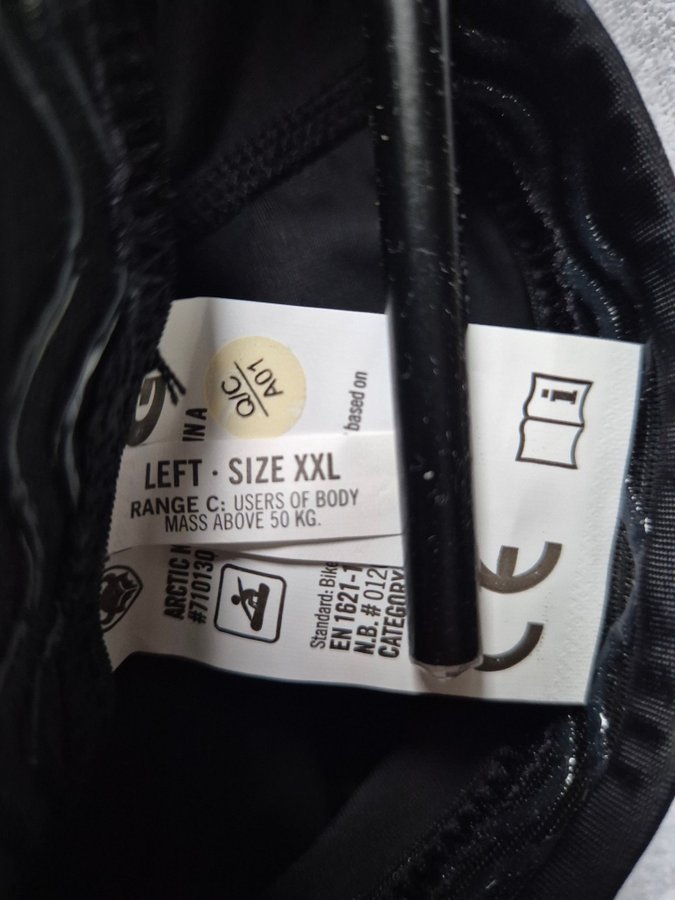 Q/C
A01
IN A
based on
LEFT · SIZE XXL
RANGE C: USERS OF BODY
MASS ABOVE 50 KG.
ARCTIC
#710130
Standard: Bike
EN 1621-1
N.B. # 012
CATEGORY
i
CE